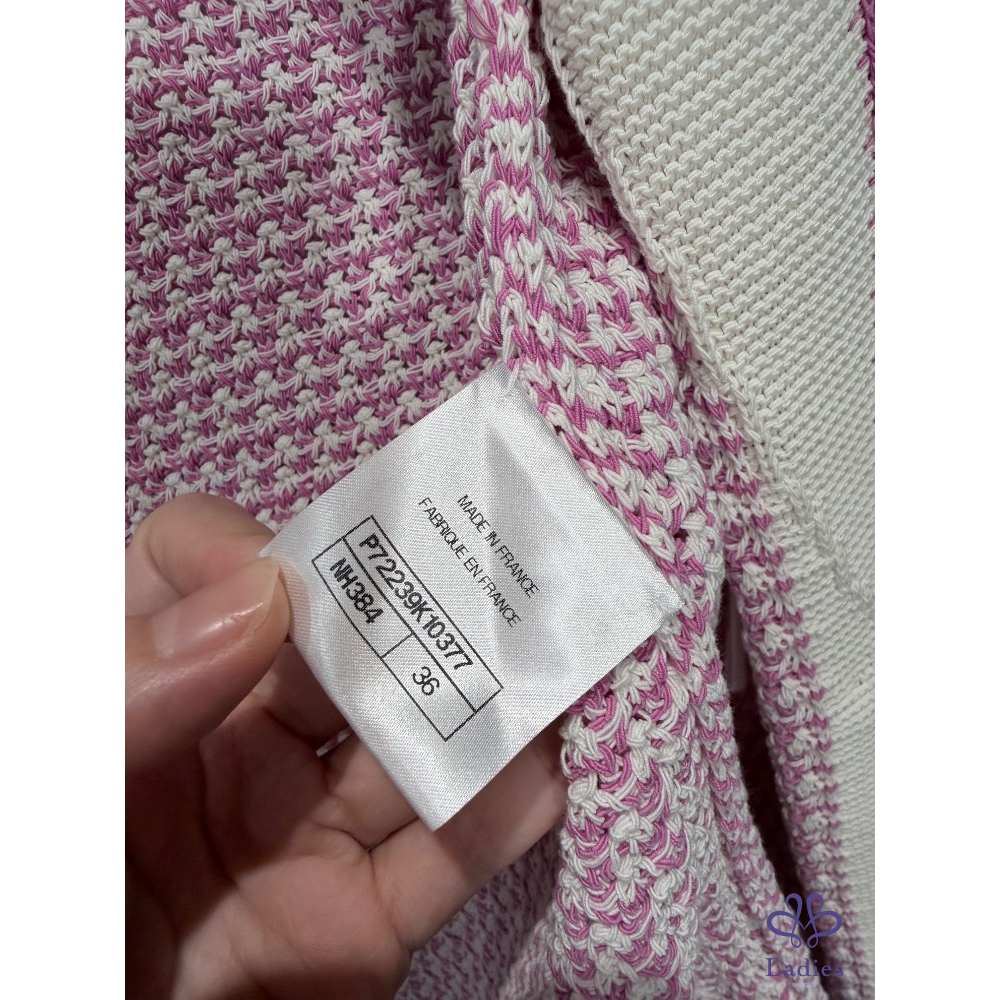 MADE IN FRANCE
FABRIQUE EN FRANCE
P72239K10377
NH384 36
Ladies